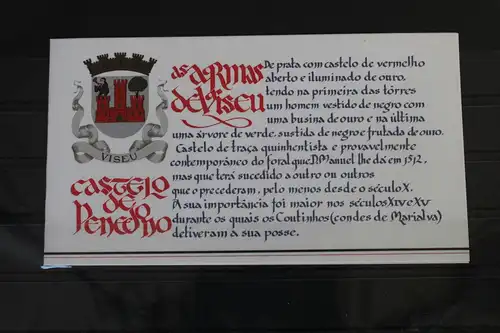 as aRmas
de Viseu
De prata com castelo de vermelho
aberto e iluminado de ouro,
tendo na primeira das tôrres
um homem vestido de negro com
uma busina de ouro e na última
uma árvore de verde, sustida de negro e frutada de ouro.
Castelo de traça quinhentista e provavelmente
contemporâneo do foral que D. Manuel lhe dá em 1512,
mas que terá sucedido a outro ou outros
que o precederam, pelo menos desde o século X.
A sua importância foi maior nos séculos XIV e XV
durante os quais os Coutinhos (condes de Marialva)
detiveram a sua posse.
VISEU
Castelo
de
Penedono